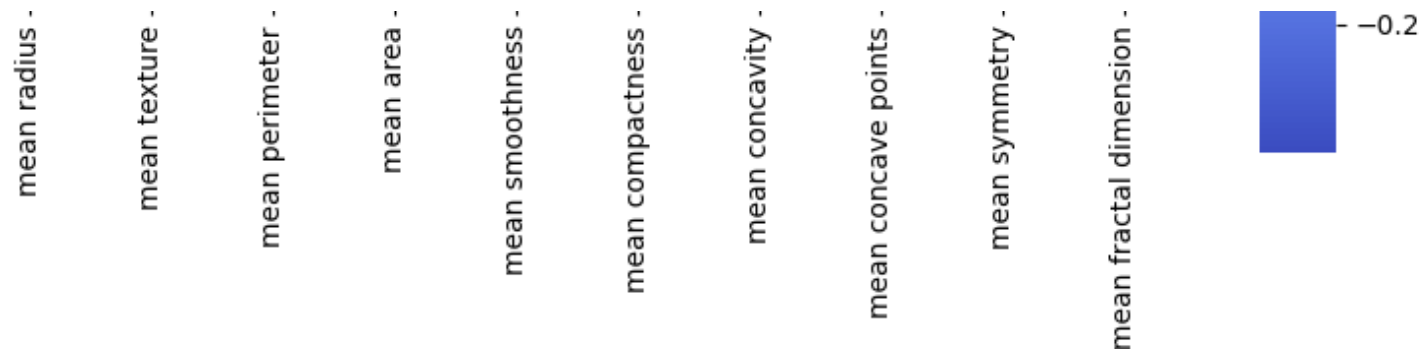 mean radius
mean texture
mean perimeter
mean area
mean smoothness
mean compactness
mean concavity
mean concave points
mean symmetry
mean fractal dimension
−0.2